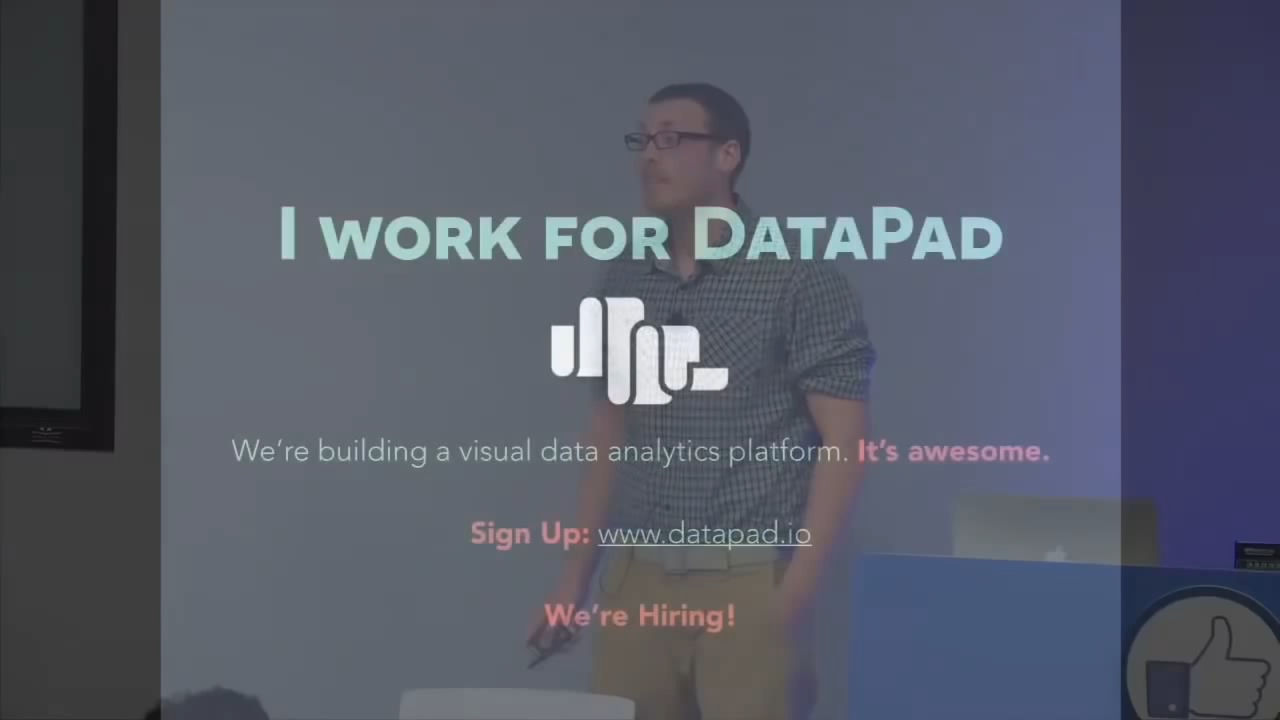 I WORK FOR DATAPAD
We're building a visual data analytics platform. It's awesome.
Sign Up: www.datapad.io
We're Hiring!